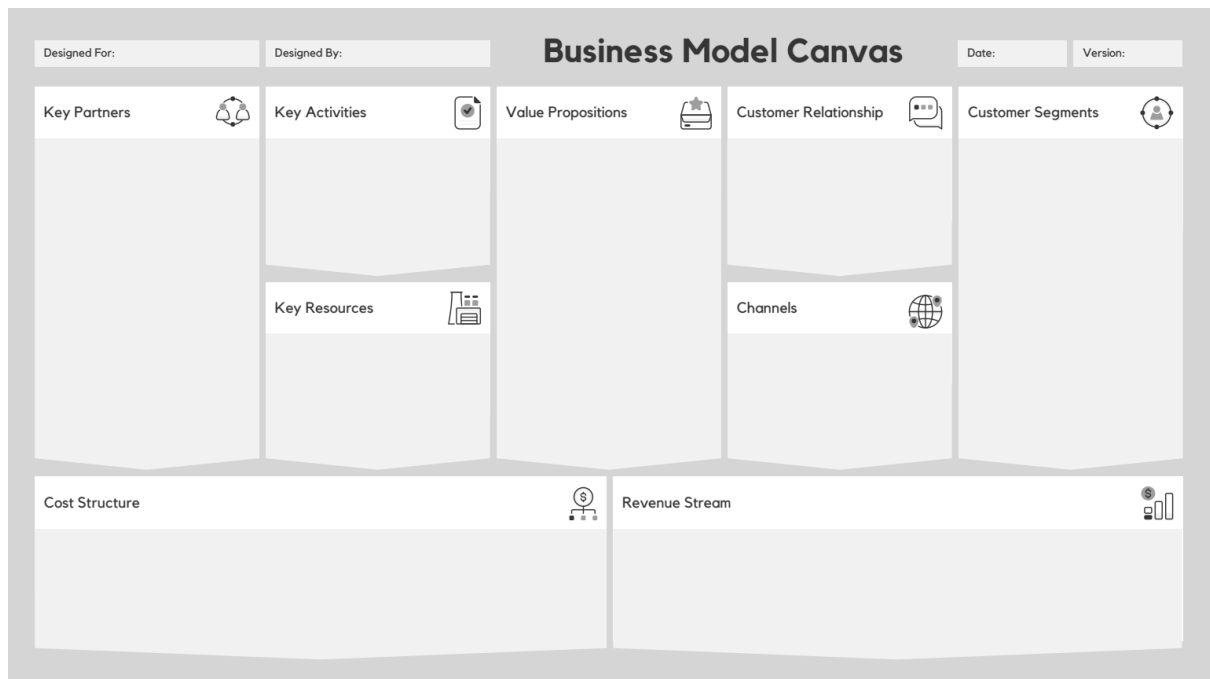 Designed For:
Designed By:
Business Model Canvas
Date:
Version:
Key Partners
Key Activities
Value Propositions
Customer Relationship
Customer Segments
Key Resources
Channels
Cost Structure
$
Revenue Stream
$